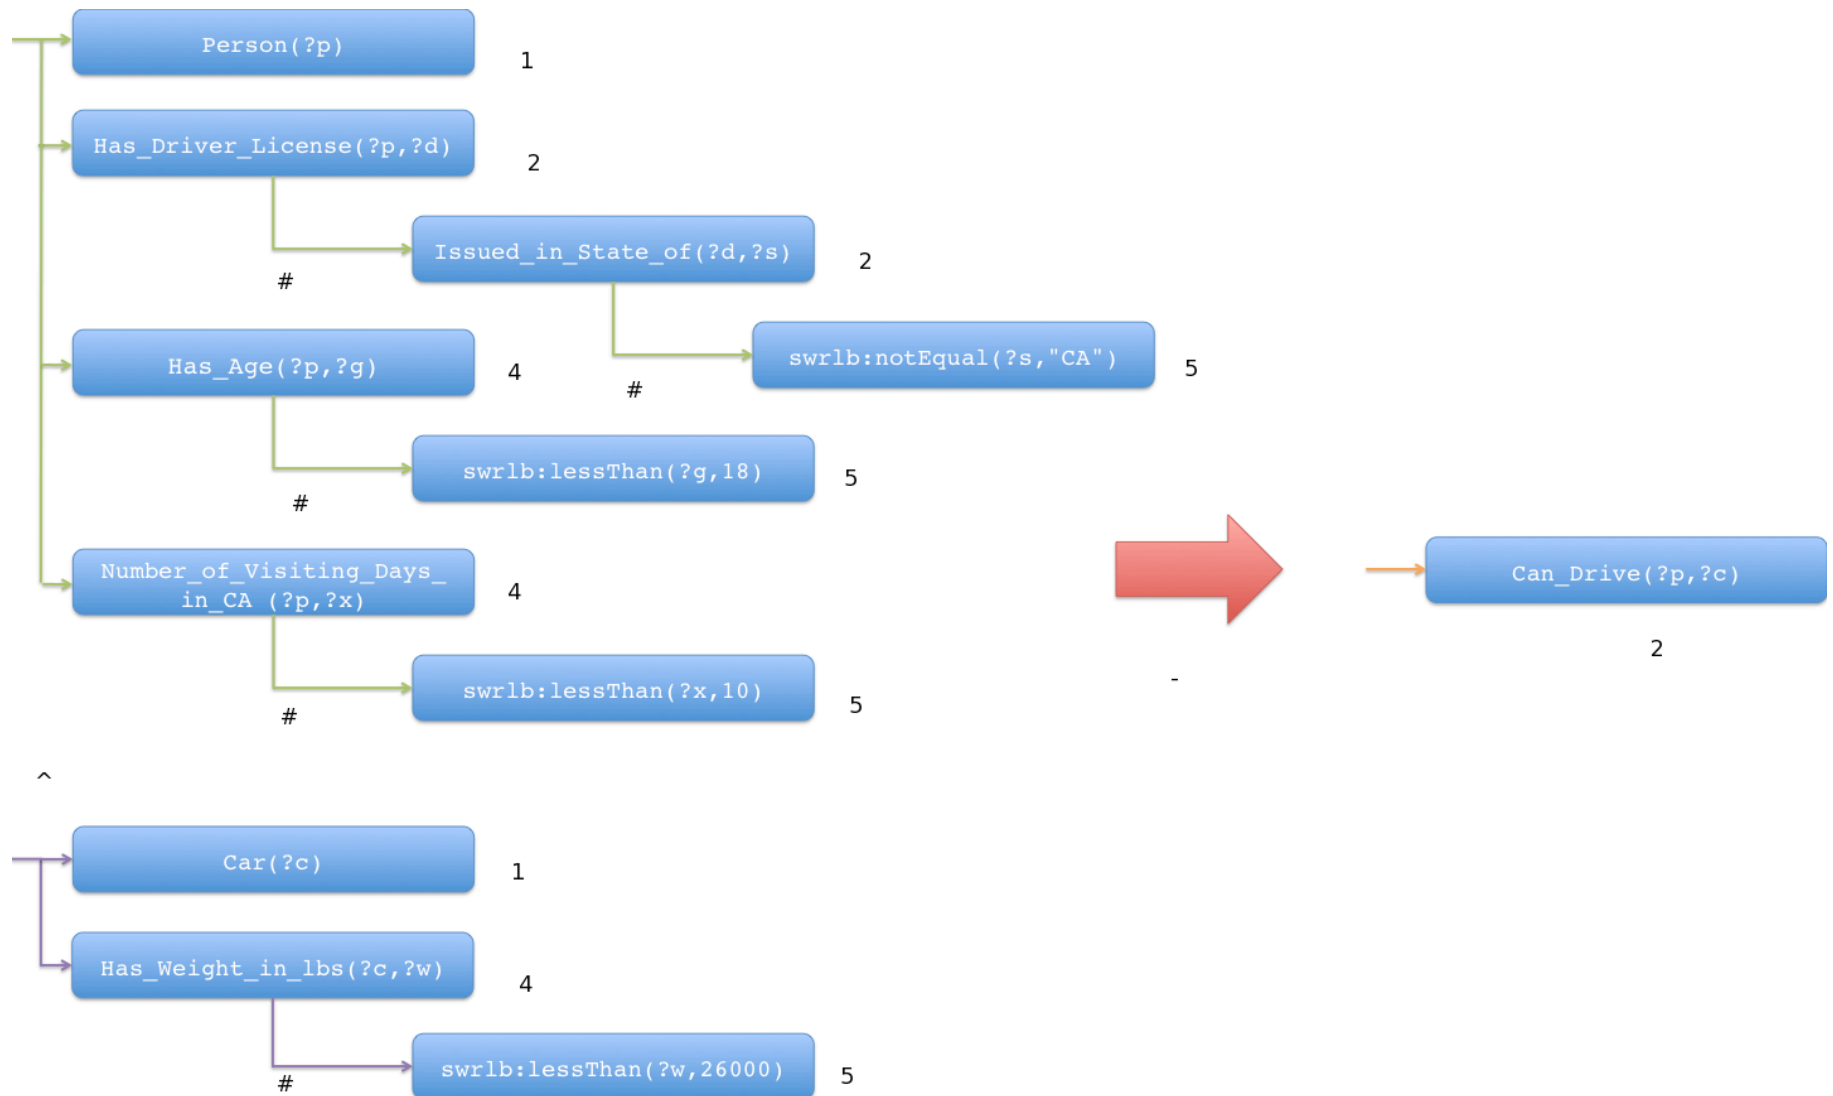 Person(?p)
1
Has_Driver_License(?p,?d)
2
Issued_in_State_of(?d,?s)
2
#
swrlb:notEqual(?s,"CA")
5
#
Has_Age(?p,?g)
4
swrlb:lessThan(?g,18)
5
#
Number_of_Visiting_Days_
in_CA (?p,?x)
4
swrlb:lessThan(?x,10)
5
#
-
Can_Drive(?p,?c)
2
^
Car(?c)
1
Has_Weight_in_lbs(?c,?w)
4
swrlb:lessThan(?w,26000)
5
#